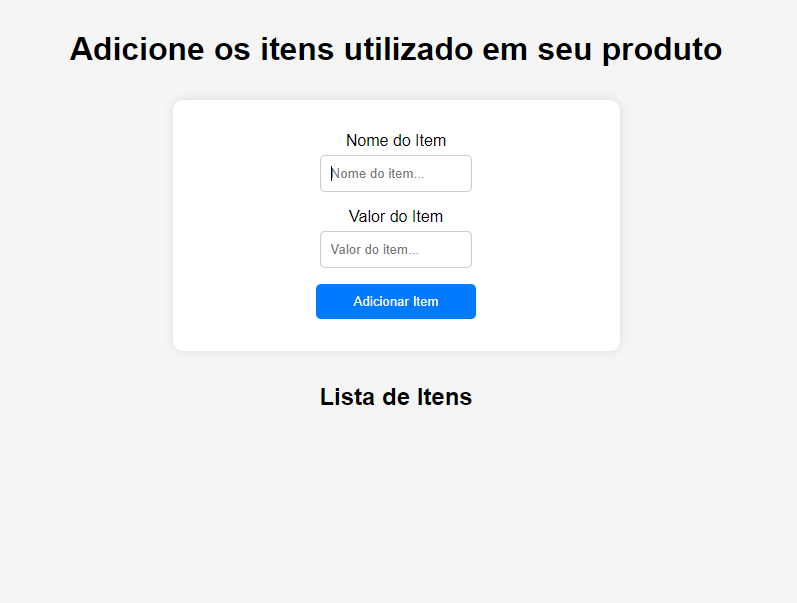 Adicione os itens utilizado em seu produto
Nome do Item
Nome do item...
Valor do Item
Valor do item...
Adicionar Item
Lista de Itens